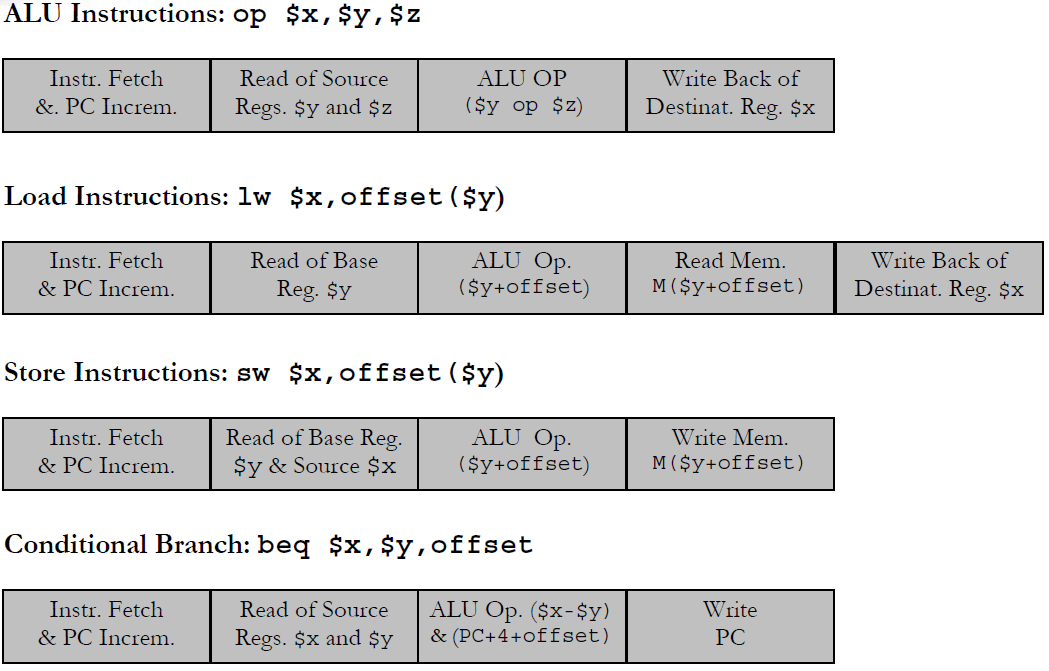 ALU Instructions: op $x,$y,$z
Instr. Fetch
&. PC Increm.
Read of Source
Regs. $y and $z
ALU OP
($y op $z)
Write Back of
Destinat. Reg. $x
Load Instructions: lw $x,offset($y)
Instr. Fetch
& PC Increm.
Read of Base
Reg. $y
ALU Op.
($y+offset)
Read Mem.
M($y+offset)
Write Back of
Destinat. Reg. $x
Store Instructions: sw $x,offset($y)
Instr. Fetch
& PC Increm.
Read of Base Reg.
$y & Source $x
ALU Op.
($y+offset)
Write Mem.
M($y+offset)
Conditional Branch: beq $x,$y,offset
Instr. Fetch
& PC Increm.
Read of Source
Regs. $x and $y
ALU Op. ($x-$y)
& (PC+4+offset)
Write
PC